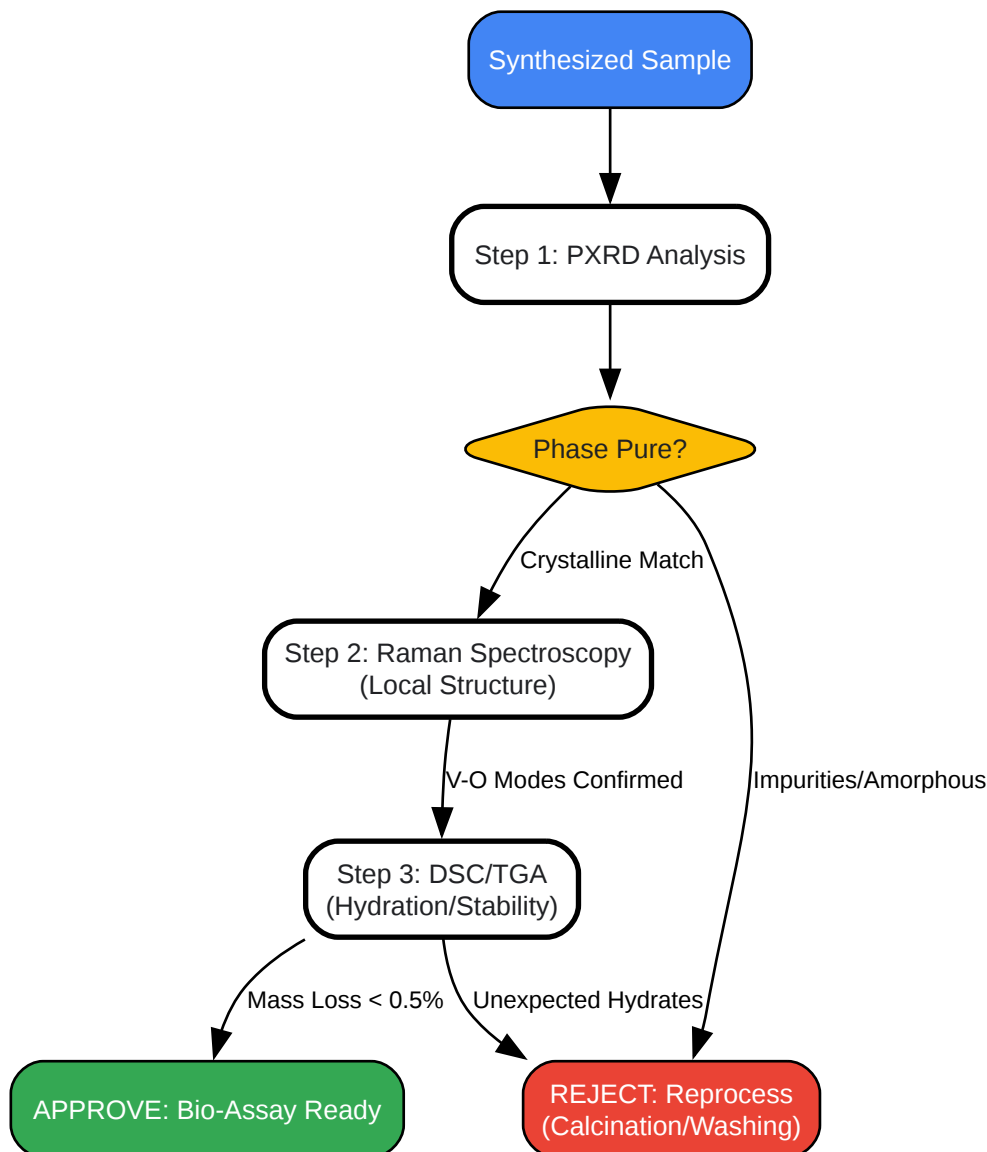 Synthesized Sample
Step 1: PXRD Analysis
Phase Pure?
Crystalline Match
Step 2: Raman Spectroscopy
(Local Structure)
V-O Modes Confirmed
Impurities/Amorphous
Step 3: DSC/TGA
(Hydration/Stability)
Mass Loss < 0.5%
Unexpected Hydrates
APPROVE: Bio-Assay Ready
REJECT: Reprocess
(Calcination/Washing)